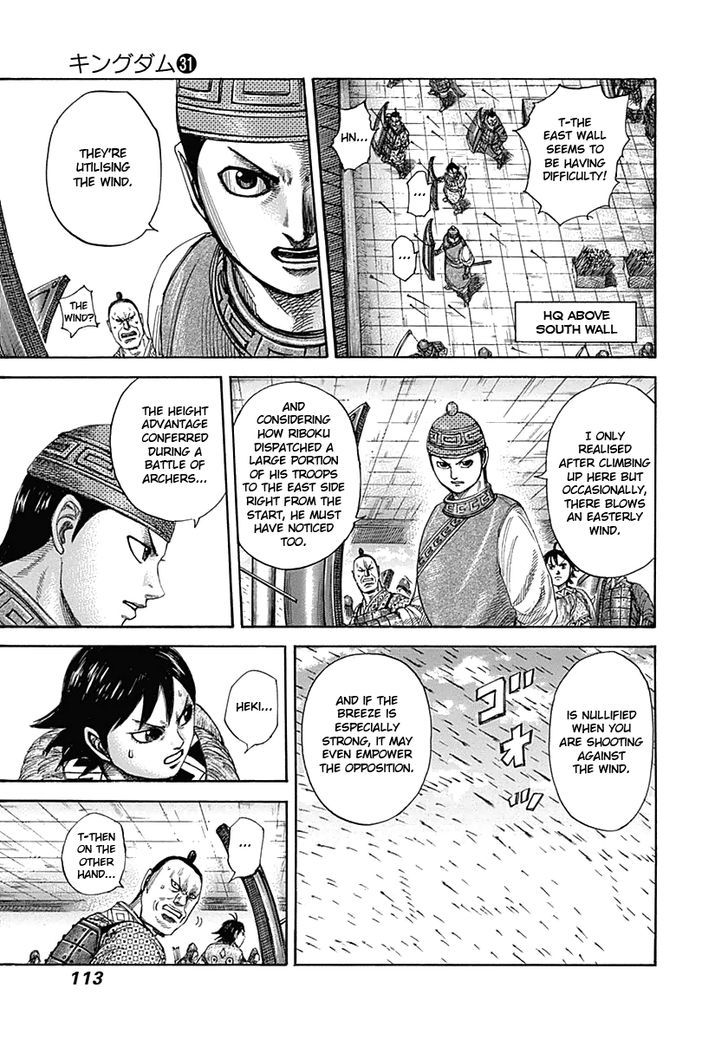 キングダム㉛
T-THE
EAST WALL
SEEMS TO
BE HAVING
DIFFICULTY!
HN...
...
...
HQ ABOVE
SOUTH WALL
THEY'RE
UTILISING
THE WIND.
THE
WIND?
I ONLY
REALISED
AFTER CLIMBING
UP HERE BUT
OCCASIONALLY,
THERE BLOWS
AN EASTERLY
WIND.
AND
CONSIDERING
HOW RIBOKU
DISPATCHED A
LARGE PORTION
OF HIS TROOPS
TO THE EAST SIDE
RIGHT FROM THE
START, HE MUST
HAVE NOTICED
TOO.
THE HEIGHT
ADVANTAGE
CONFERRED
DURING A
BATTLE OF
ARCHERS...
IS NULLIFIED
WHEN YOU
ARE SHOOTING
AGAINST
THE WIND.
ゴォ
AND IF THE
BREEZE IS
ESPECIALLY
STRONG, IT MAY
EVEN EMPOWER
THE OPPOSITION.
HEKI...
...
T-THEN
ON THE
OTHER
HAND...
113